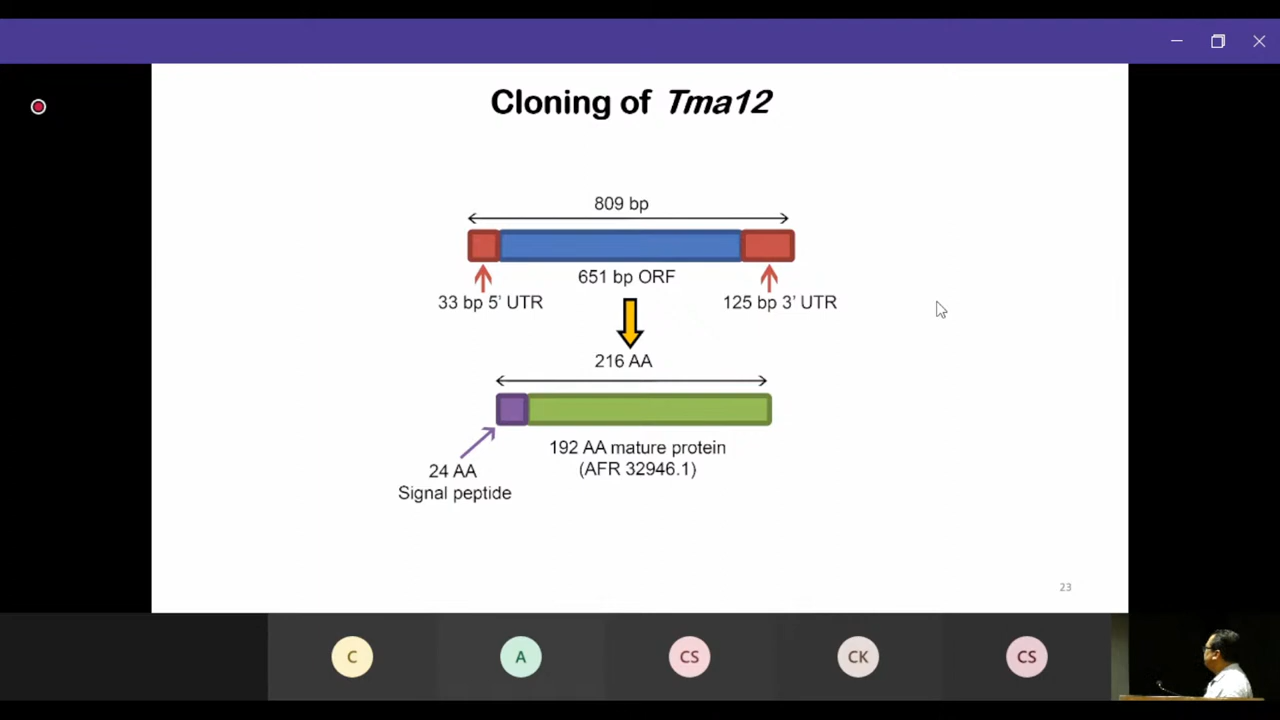 Cloning of Tma12
809 bp
651 bp ORF
33 bp 5' UTR
125 bp 3' UTR
216 AA
192 AA mature protein
(AFR 32946.1)
24 AA
Signal peptide
23
C
A
CS
CK
CS